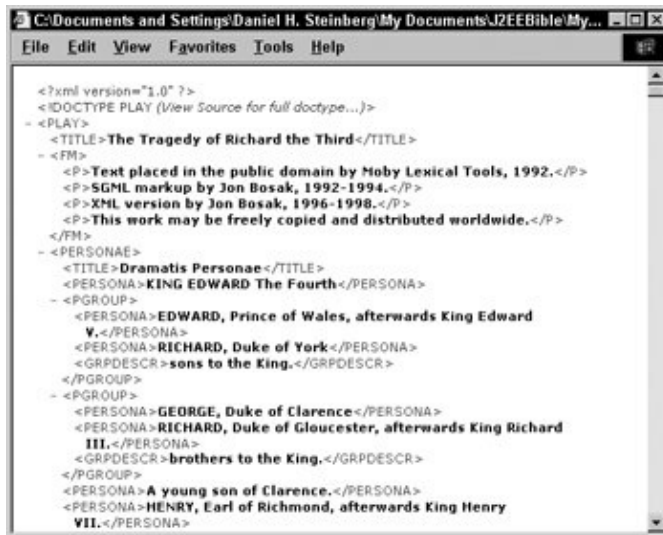 C:\Documents and Settings\Daniel H. Steinberg\My Documents\J2EEBible\My...
File Edit View Favorites Tools Help
<?xml version="1.0" ?>
<!DOCTYPE PLAY (View Source for full doctype...)>
- <PLAY>
<TITLE>The Tragedy of Richard the Third</TITLE>
- <FM>
<P>Text placed in the public domain by Moby Lexical Tools, 1992.</P>
<P>SGML markup by Jon Bosak, 1992-1994.</P>
<P>XML version by Jon Bosak, 1996-1998.</P>
<P>This work may be freely copied and distributed worldwide.</P>
</FM>
- <PERSONAE>
<TITLE>Dramatis Personae</TITLE>
<PERSONA>KING EDWARD The Fourth</PERSONA>
- <PGROUP>
<PERSONA>EDWARD, Prince of Wales, afterwards King Edward
V.</PERSONA>
<PERSONA>RICHARD, Duke of York</PERSONA>
<GRPDESCR>sons to the King.</GRPDESCR>
</PGROUP>
- <PGROUP>
<PERSONA>GEORGE, Duke of Clarence</PERSONA>
<PERSONA>RICHARD, Duke of Gloucester, afterwards King Richard
III.</PERSONA>
<GRPDESCR>brothers to the King.</GRPDESCR>
</PGROUP>
<PERSONA>A young son of Clarence.</PERSONA>
<PERSONA>HENRY, Earl of Richmond, afterwards King Henry
VII.</PERSONA>